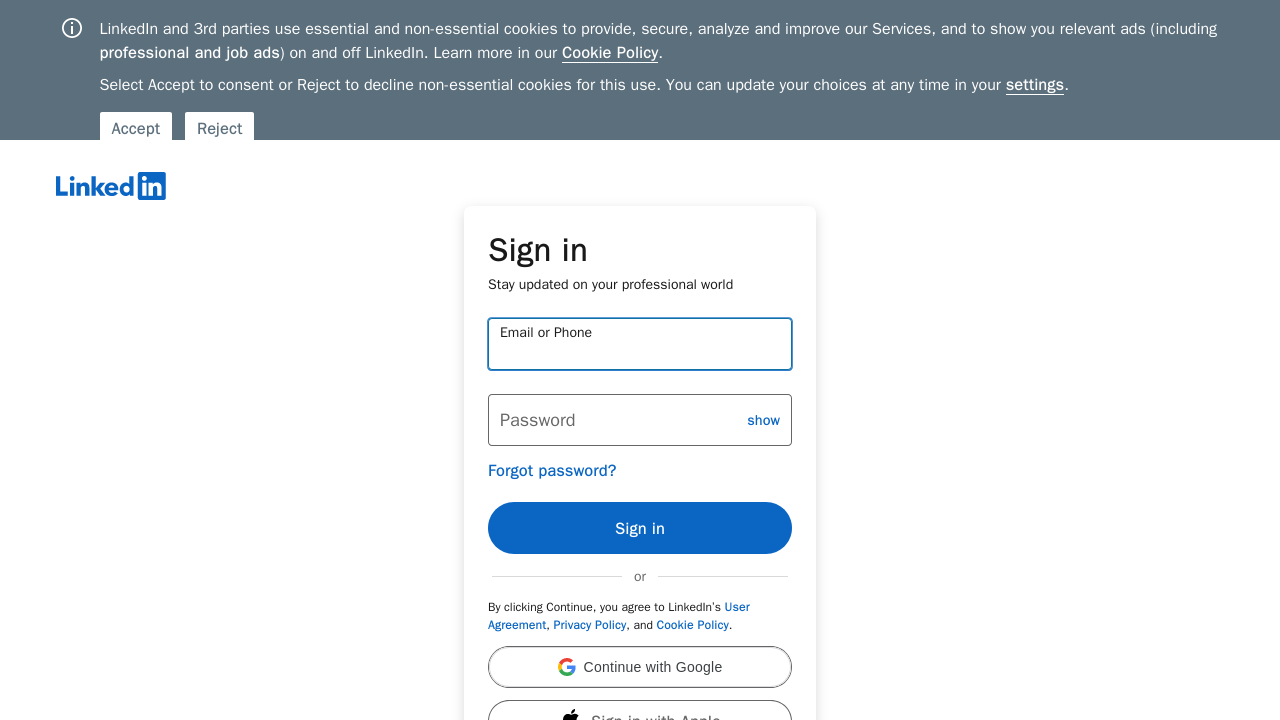 LinkedIn and 3rd parties use essential and non-essential cookies to provide, secure, analyze and improve our Services, and to show you relevant ads (including
professional and job ads) on and off LinkedIn. Learn more in our Cookie Policy.
Select Accept to consent or Reject to decline non-essential cookies for this use. You can update your choices at any time in your settings.
Accept Reject
Linkedin
Sign in
Stay updated on your professional world
Email or Phone
Password show
Forgot password?
Sign in
or
By clicking Continue, you agree to LinkedIn's User
Agreement, Privacy Policy, and Cookie Policy.
Continue with Google
Sign in with Apple